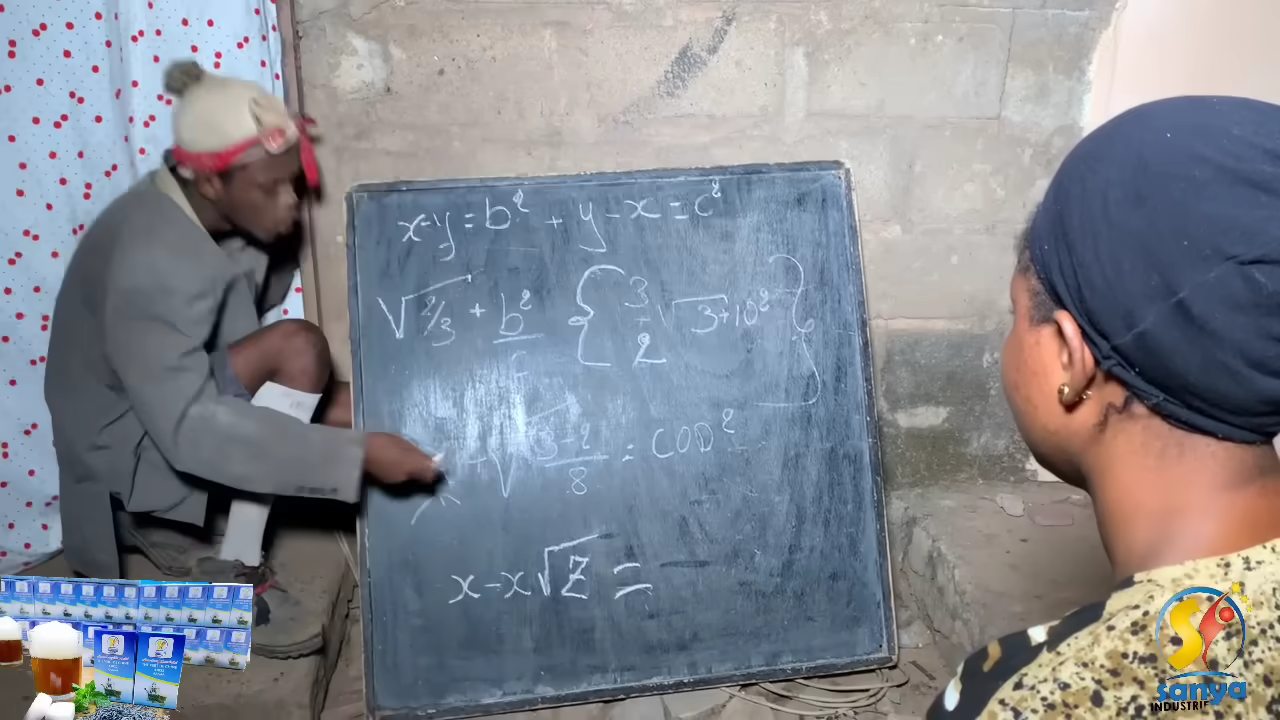 x-y = b² + y - x = c²
√2/3 + b²/c { 3/2 √3+10² }
+ √3-2/8 = COD²
x - x√Z =
sanya
INDUSTRIE